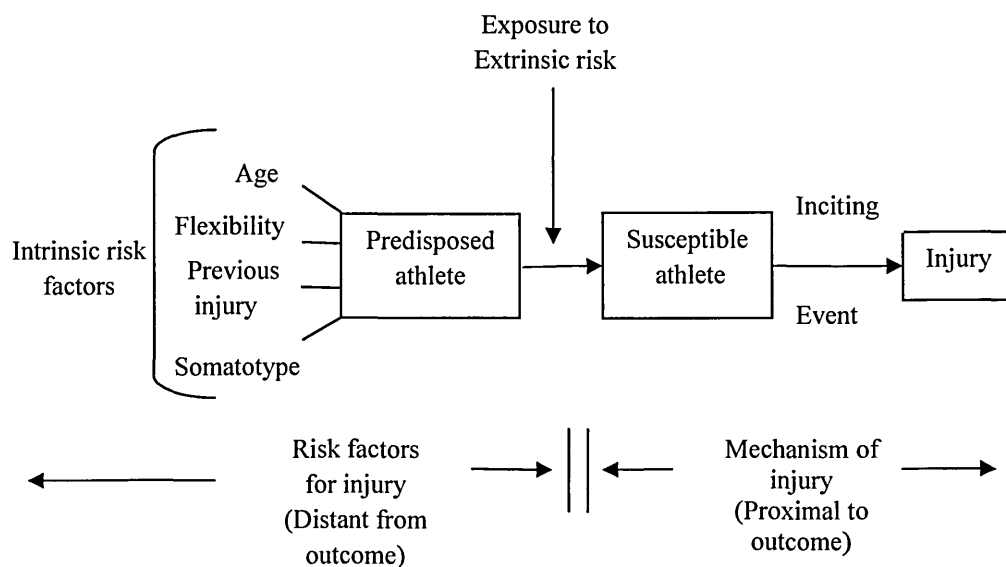 Exposure to
Extrinsic risk
Intrinsic risk
factors
Age
Flexibility
Previous
injury
Somatotype
Predisposed
athlete
Susceptible
athlete
Inciting
Event
Injury
Risk factors
for injury
(Distant from
outcome)
Mechanism of
injury
(Proximal to
outcome)